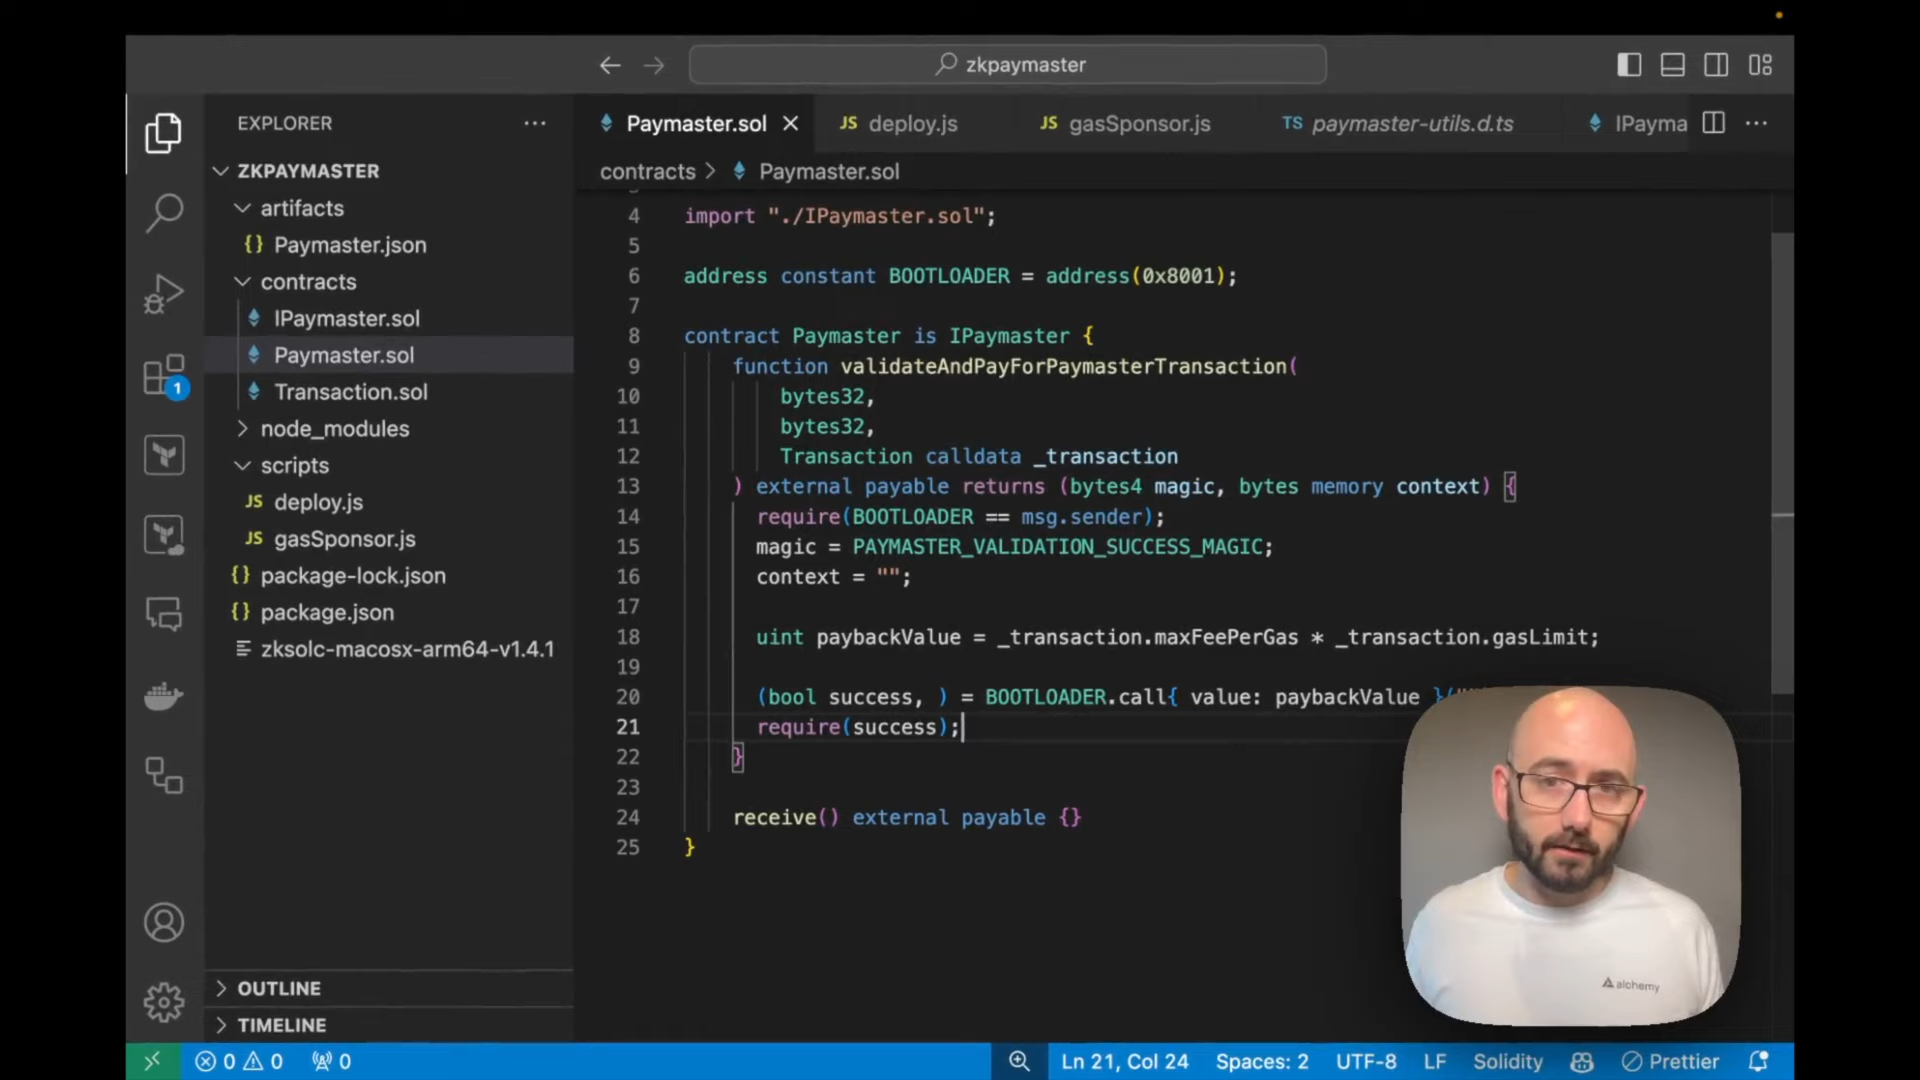 zkpaymaster
EXPLORER
ZKPAYMASTER
artifacts
{} Paymaster.json
contracts
IPaymaster.sol
Paymaster.sol
Transaction.sol
node_modules
scripts
JS deploy.js
JS gasSponsor.js
{} package-lock.json
{} package.json
zksolc-macosx-arm64-v1.4.1
1
OUTLINE
TIMELINE
Paymaster.sol
JS deploy.js
JS gasSponsor.js
TS paymaster-utils.d.ts
IPayma
contracts > Paymaster.sol
4 import "./IPaymaster.sol";
5
6 address constant BOOTLOADER = address(0x8001);
7
8 contract Paymaster is IPaymaster {
9 function validateAndPayForPaymasterTransaction(
10 bytes32,
11 bytes32,
12 Transaction calldata _transaction
13 ) external payable returns (bytes4 magic, bytes memory context) {
14 require(BOOTLOADER == msg.sender);
15 magic = PAYMASTER_VALIDATION_SUCCESS_MAGIC;
16 context = "";
17
18 uint paybackValue = _transaction.maxFeePerGas * _transaction.gasLimit;
19
20 (bool success, ) = BOOTLOADER.call{ value: paybackValue }(
21 require(success);
22 }
23
24 receive() external payable {}
25 }
alchemy
0 0 0
Ln 21, Col 24 Spaces: 2 UTF-8 LF Solidity Prettier